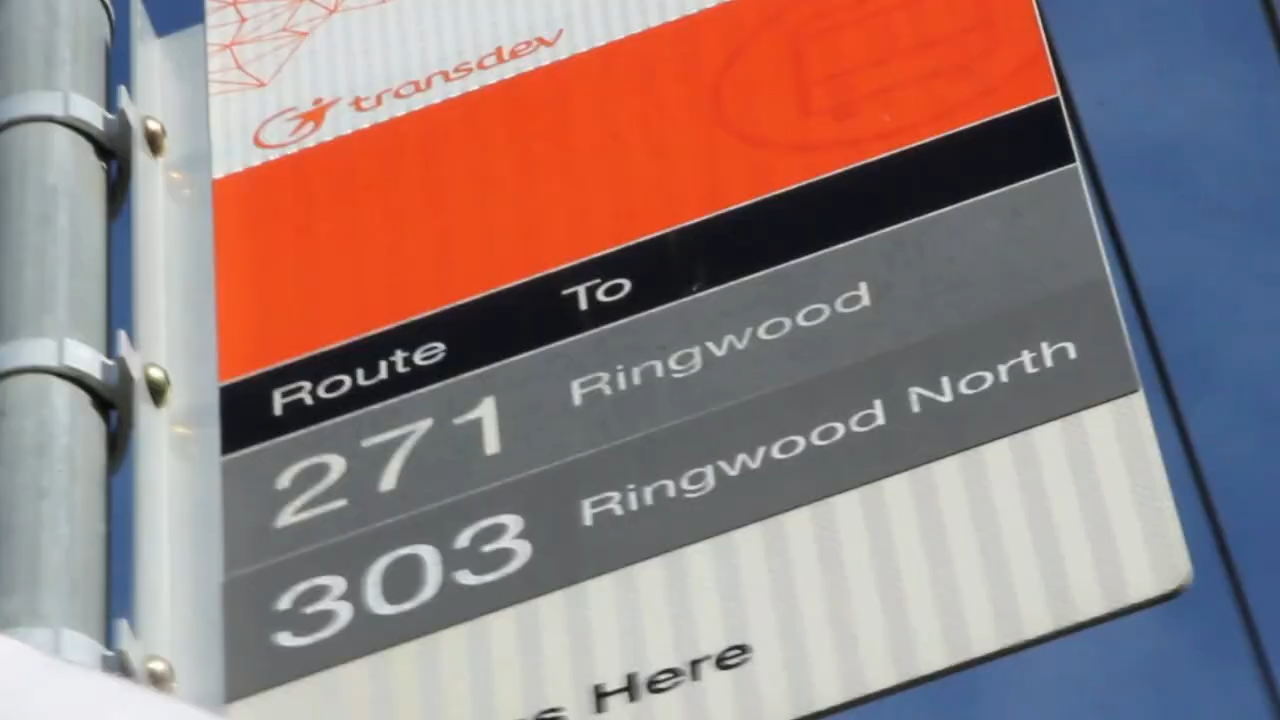 transdev
Route To
271 Ringwood
303 Ringwood North
Here